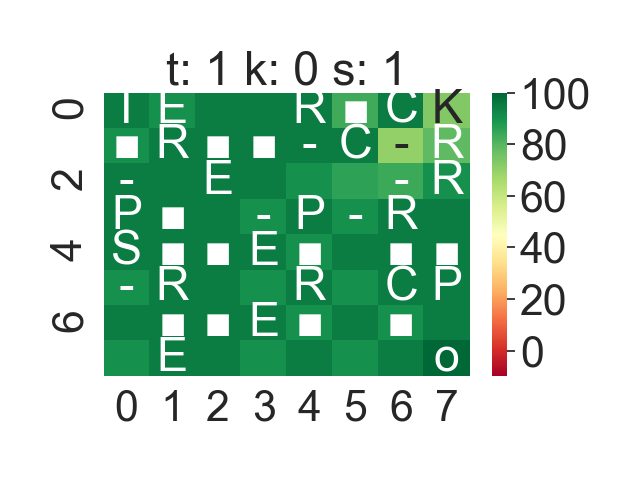 t: 1 k: 0 s: 1
0 E R ■ C K 100
■ R ■ ■ - C - R 80
2 - E - R
P ■ - P - R 60
4 S ■ ■ E ■ ■ ■ 40
- R R C P 20
6 ■ ■ E ■ ■
E o 0
0 1 2 3 4 5 6 7